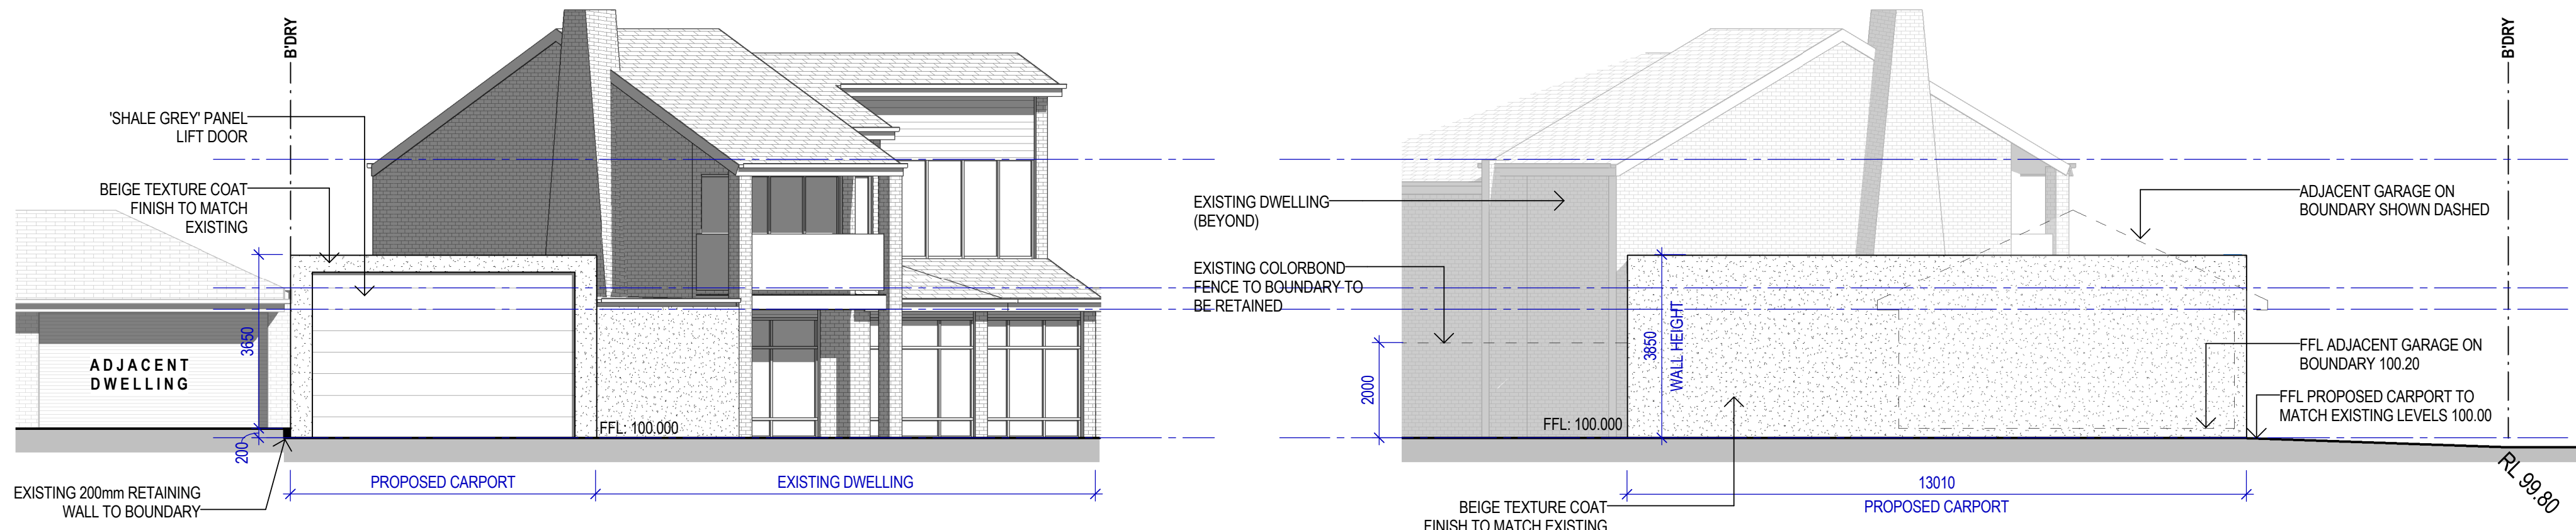 B'DRY
'SHALE GREY' PANEL
LIFT DOOR
BEIGE TEXTURE COAT
FINISH TO MATCH
EXISTING
3650
ADJACENT
DWELLING
200
FFL: 100.000
PROPOSED CARPORT
EXISTING DWELLING
EXISTING 200mm RETAINING
WALL TO BOUNDARY
B'DRY
EXISTING DWELLING
(BEYOND)
ADJACENT GARAGE ON
BOUNDARY SHOWN DASHED
EXISTING COLORBOND
FENCE TO BOUNDARY TO
BE RETAINED
3850
WALL HEIGHT
2000
FFL ADJACENT GARAGE ON
BOUNDARY 100.20
FFL PROPOSED CARPORT TO
MATCH EXISTING LEVELS 100.00
FFL: 100.000
RL 99.80
13010
PROPOSED CARPORT
BEIGE TEXTURE COAT
FINISH TO MATCH EXISTING